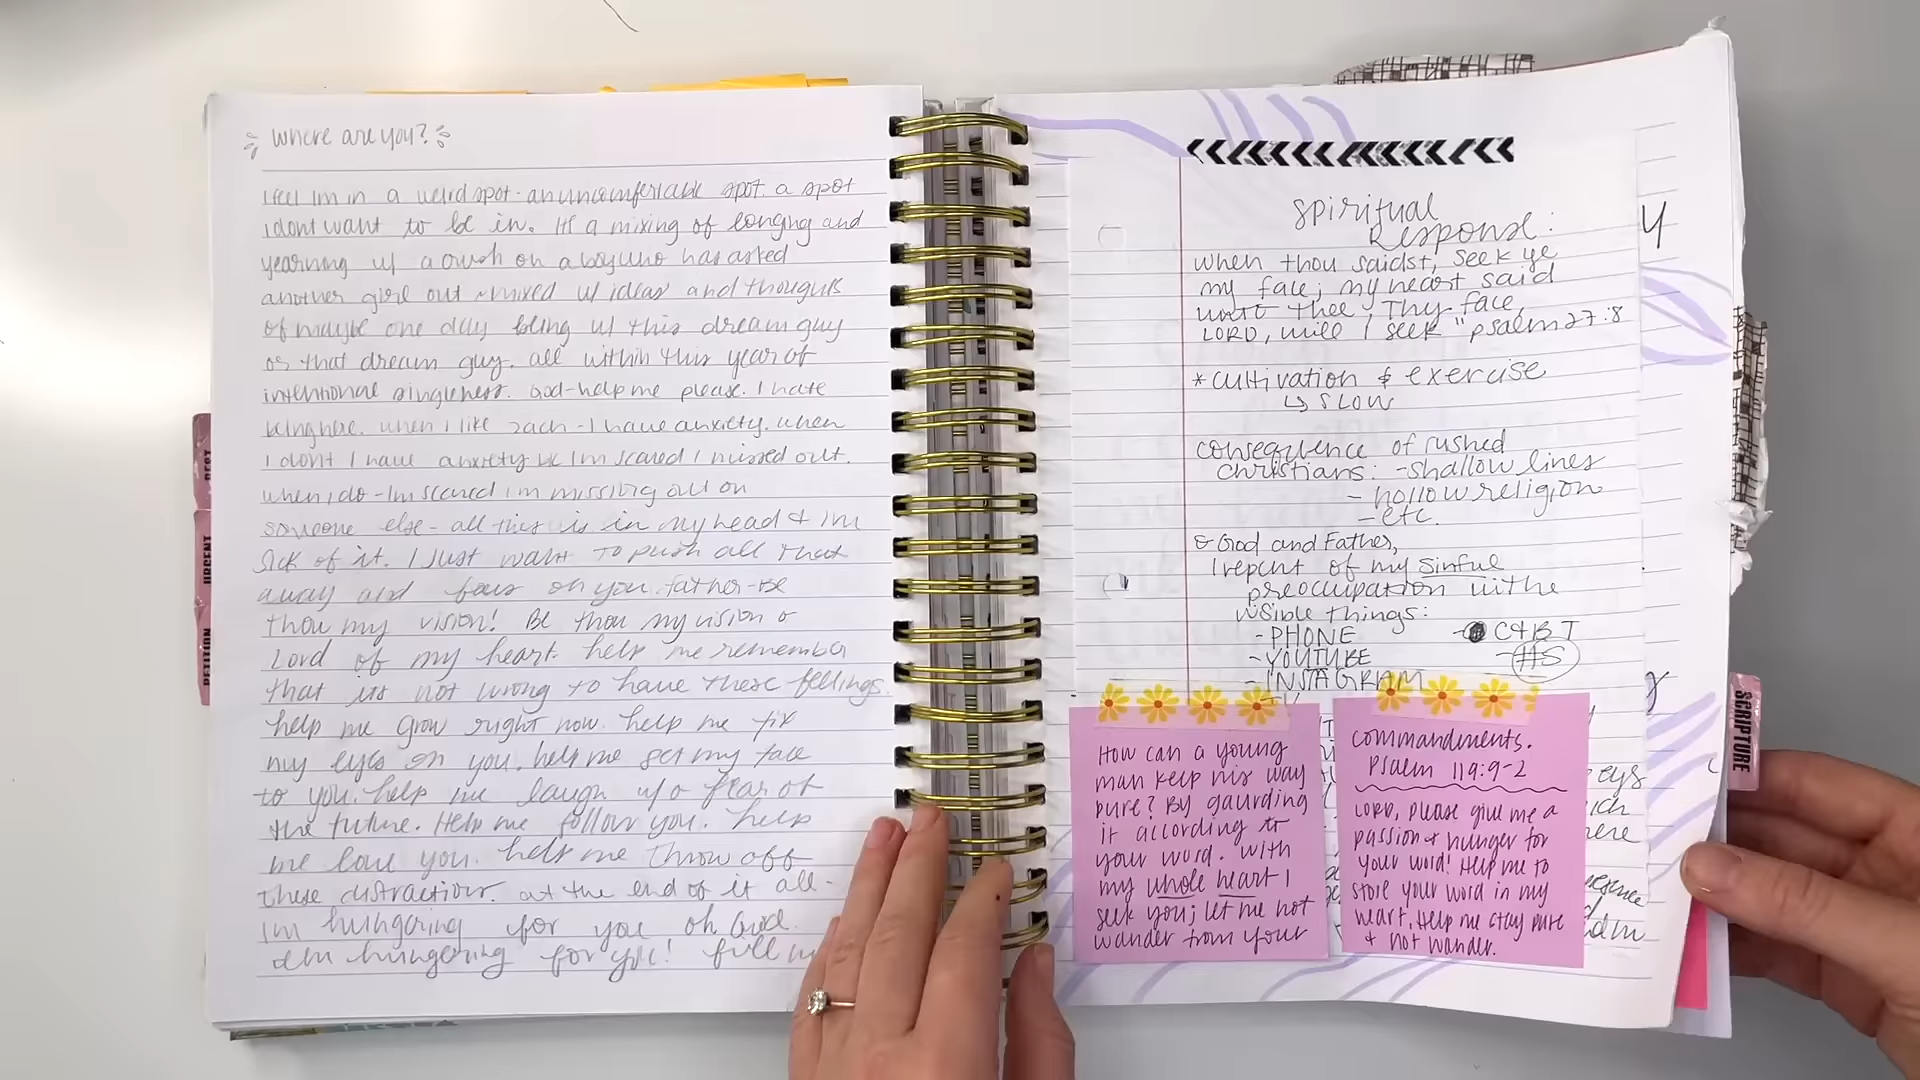 where are you?
I feel Im in a weird spot - an uncomfortable spot. a spot
i dont want to be in. Its a mixing of longing and
yearning w/ a crush on a boy who has asked
another girl out mixed w/ ideas and thoughts
of maybe one day being w/ this dream guy
or that dream guy. all within this year of
intentional singleness. God - help me please. I hate
being here. when i like zach - I have anxiety. when
I dont I have anxiety bc Im scared I missed out.
when i do - Im scared im missing out on
someone else - all this is in my head & im
sick of it. I Just want to push all that
away and focus on you. father - Be
thou my vision! Be thou my vision o
Lord of my heart. help me remember
that its not wrong to have these feelings.
help me grow right now. help me fix
my eyes on you. help me set my face
to you. help me laugh w/o fear of
the future. Help me follow you. help
me love you. help me throw off
these distractions. at the end of it all -
im hungering for you oh God.
Im hungering for you! fill
PETITION
URGENT
Spiritual
Response:
when thou saidst, Seek ye
my face; my heart said
unto thee, Thy face,
LORD, will I seek" psalm 27:8
* cultivation & exercise
↳ SLOW
consequence of rushed
christians: - shallow lines
- hollow religion
- etc.
O God and Father,
I repent of my sinful
preoccupation withe
visible things:
- PHONE
- YOUTUBE
- INSAGRAM
HS
How can a young
man keep his way
pure? By gaurding
it according to
your word. with
my whole heart I
seek you; let me not
wander from your
commandments.
Psalm 119:9-2
LORD, please give me a
passion & hunger for
your word! Help me to
store your word in my
heart. Help me stay pure
& not wander.
SCRIPTURE